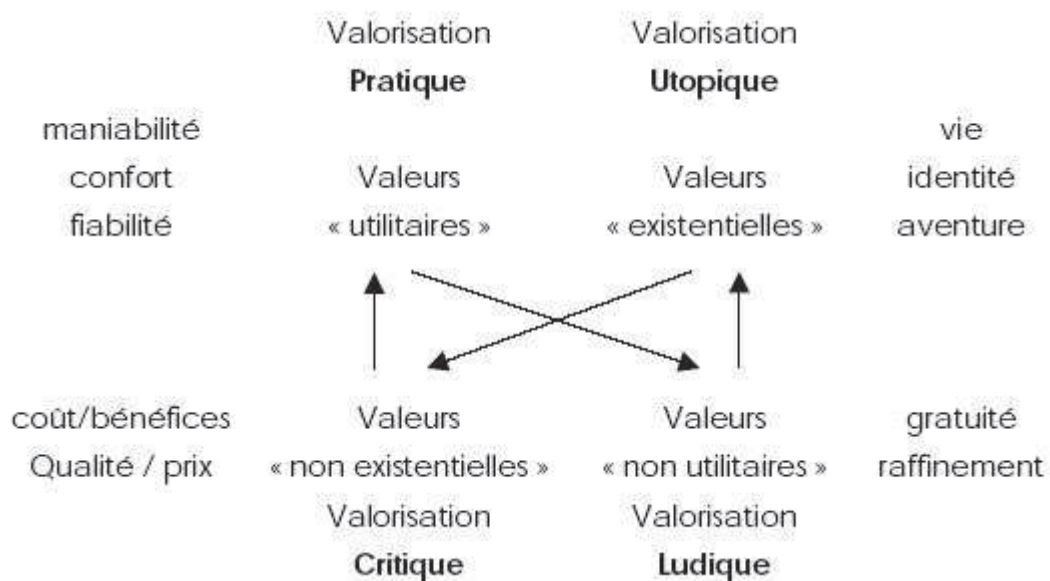 Valorisation Valorisation
Pratique Utopique
maniabilité vie
confort Valeurs Valeurs identité
fiabilité « utilitaires » « existentielles » aventure
coût/bénéfices Valeurs Valeurs gratuité
Qualité / prix « non existentielles » « non utilitaires » raffinement
Valorisation Valorisation
Critique Ludique